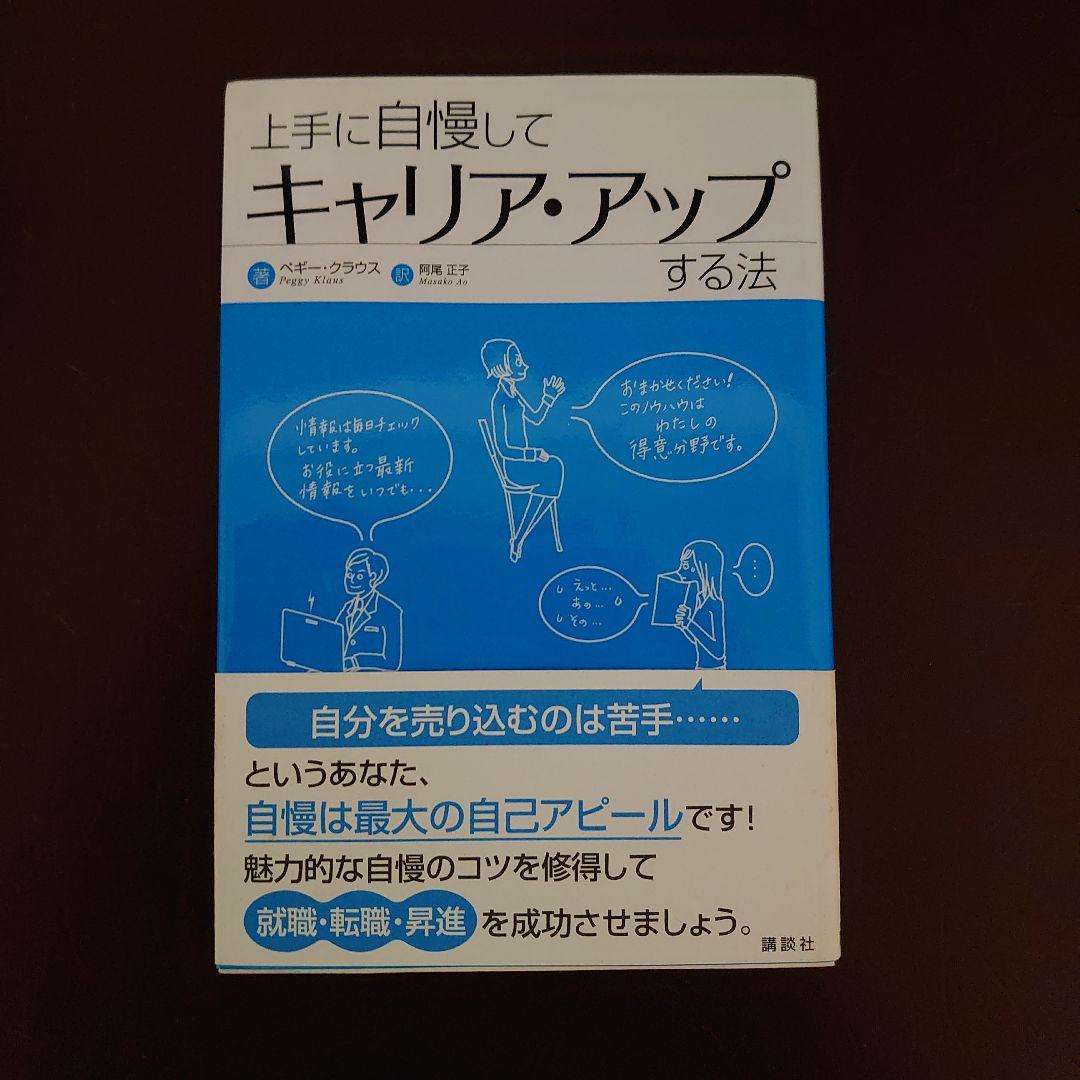 上手に自慢して
キャリア・アップ
する法
著 ペギー・クラウス 訳 阿尾 正子
Peggy Klaus Masako Ao
おまかせください!
このノウハウは
わたしの
得意分野です。
情報は毎日チェック
しています。
お役に立つ最新
情報をいつでも・・・
えっと…
あの…
その…
…
自分を売り込むのは苦手……
というあなた、
自慢は最大の自己アピールです!
魅力的な自慢のコツを修得して
就職・転職・昇進を成功させましょう。
講談社